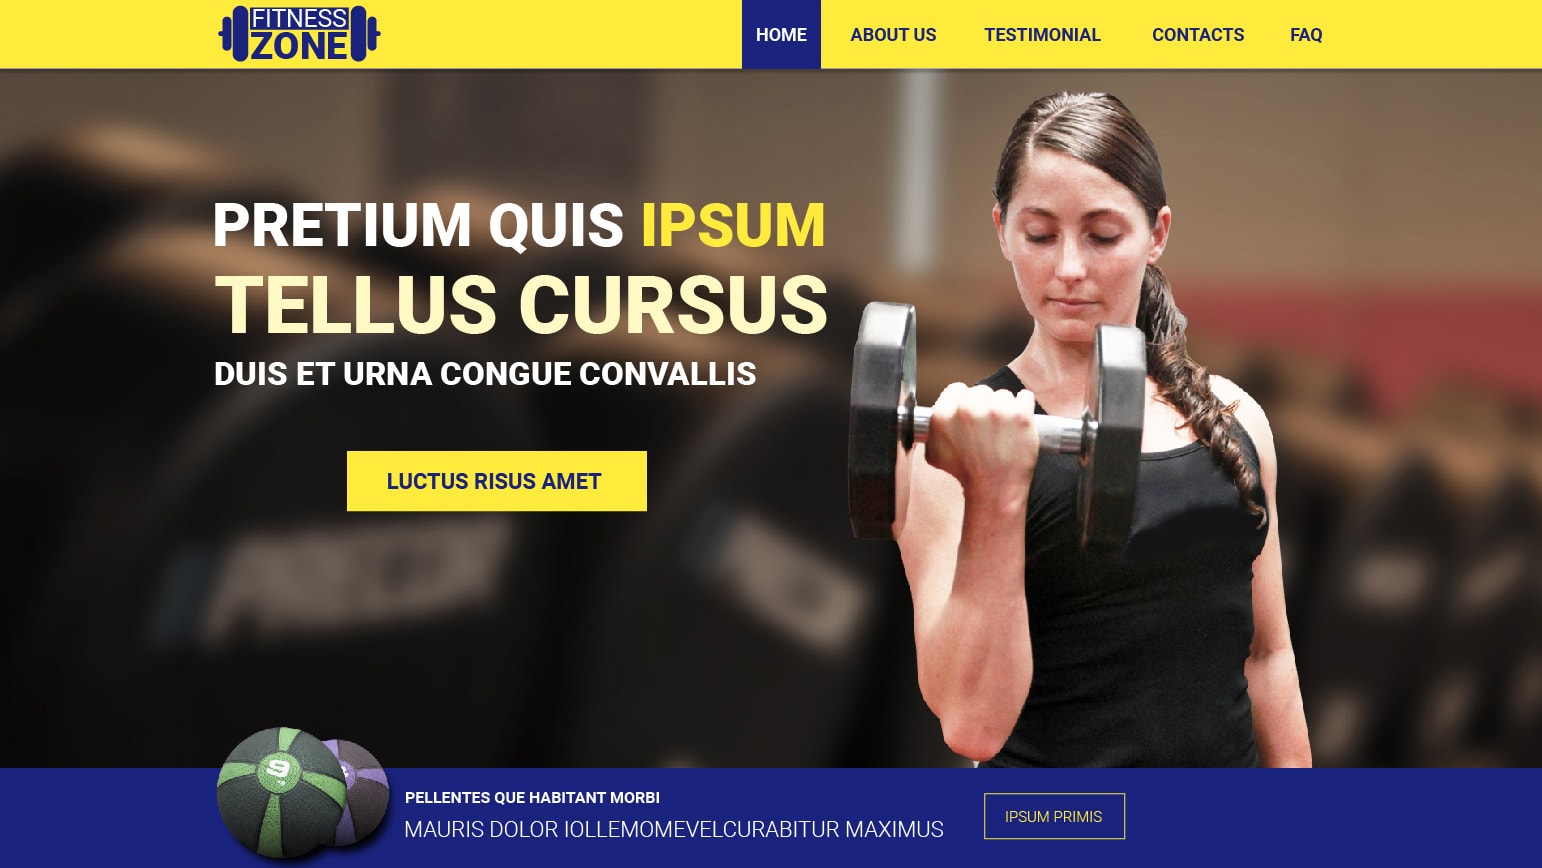 FITNESS
ZONE
HOME
ABOUT US
TESTIMONIAL
CONTACTS
FAQ
PRETIUM QUIS IPSUM
TELLUS CURSUS
DUIS ET URNA CONGUE CONVALLIS
LUCTUS RISUS AMET
9
PELLENTES QUE HABITANT MORBI
MAURIS DOLOR IOLLEMOMEVELCURABITUR MAXIMUS
IPSUM PRIMIS